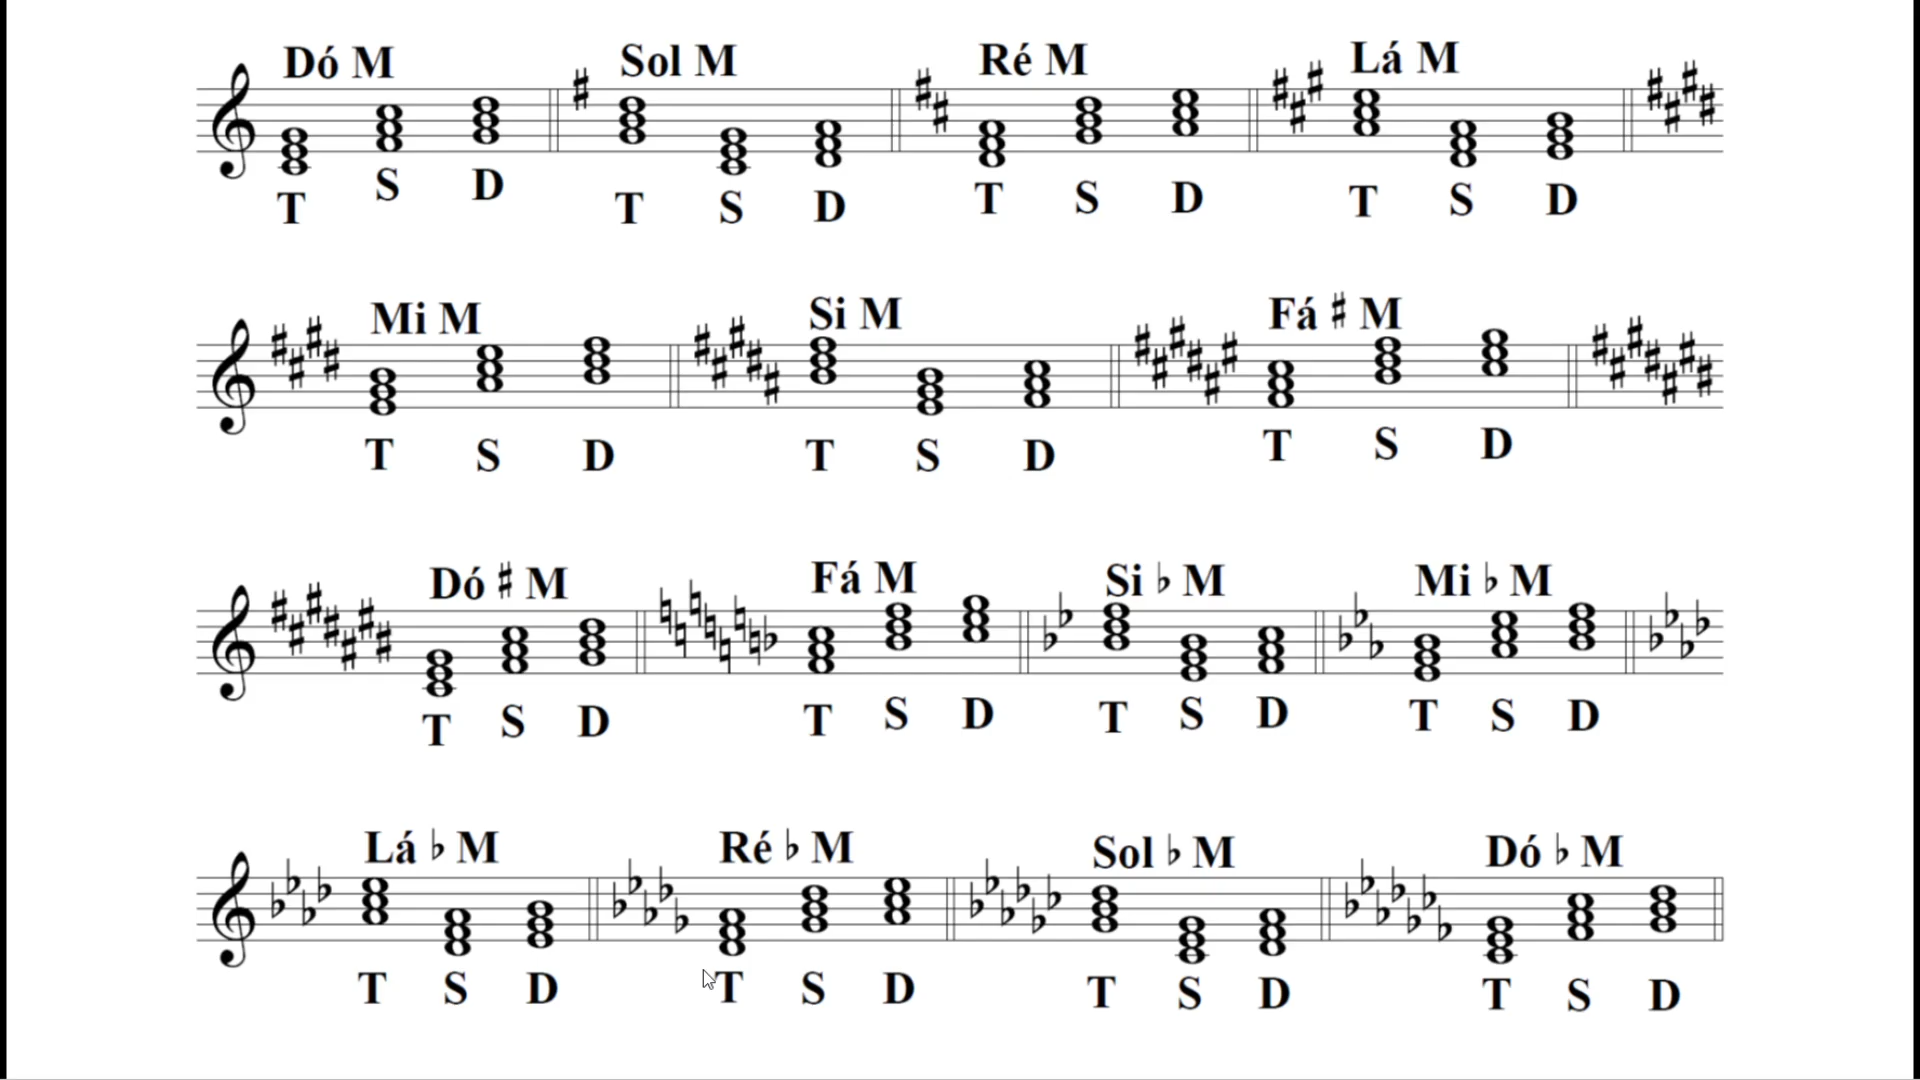 Dó M Sol M Ré M Lá M
T S D T S D T S D T S D
Mi M Si M Fá ♯ M
T S D T S D T S D
Dó ♯ M Fá M Si ♭ M Mi ♭ M
T S D T S D T S D T S D
Lá ♭ M Ré ♭ M Sol ♭ M Dó ♭ M
T S D T S D T S D T S D